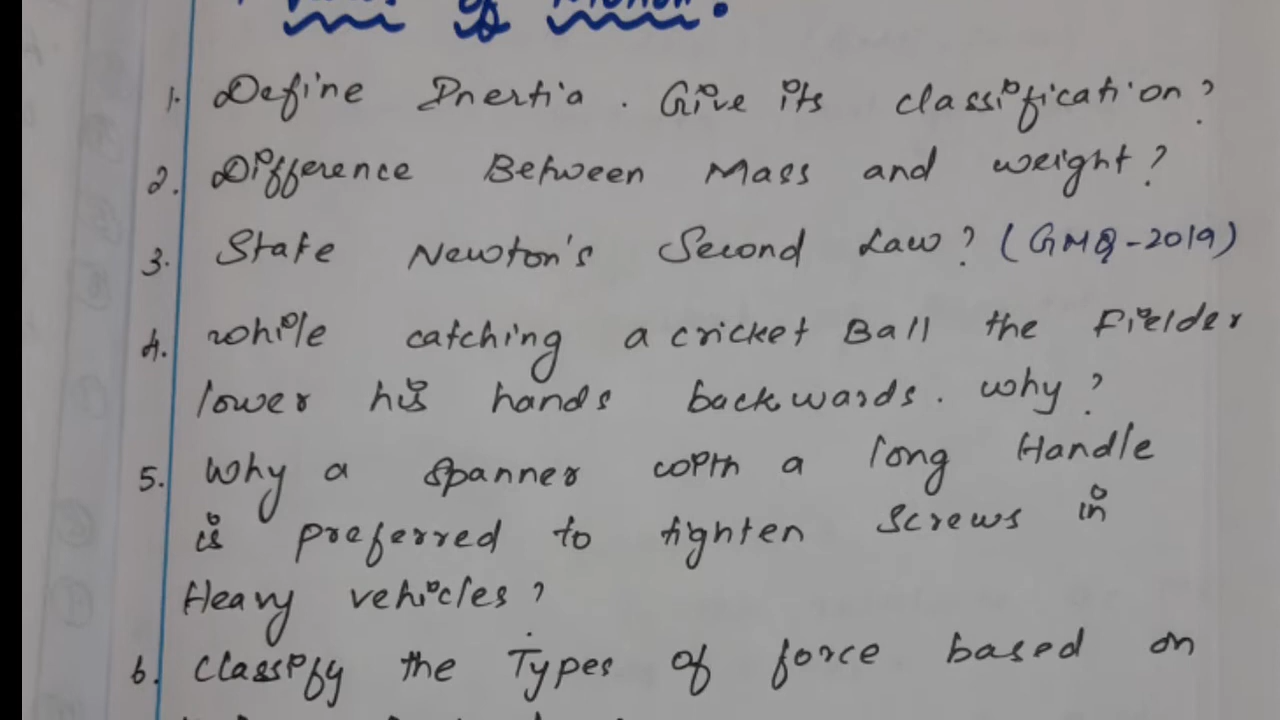 of Motion.
1. Define Inertia. Give its classification?
2. Difference Between Mass and weight?
3. State Newton's Second Law? (GMQ-2019)
4. While catching a cricket Ball the Fielder
lower his hands backwards. why?
5. Why a spanner with a long Handle
is preferred to tighten screws in
Heavy vehicles?
6. Classify the Types of force based on